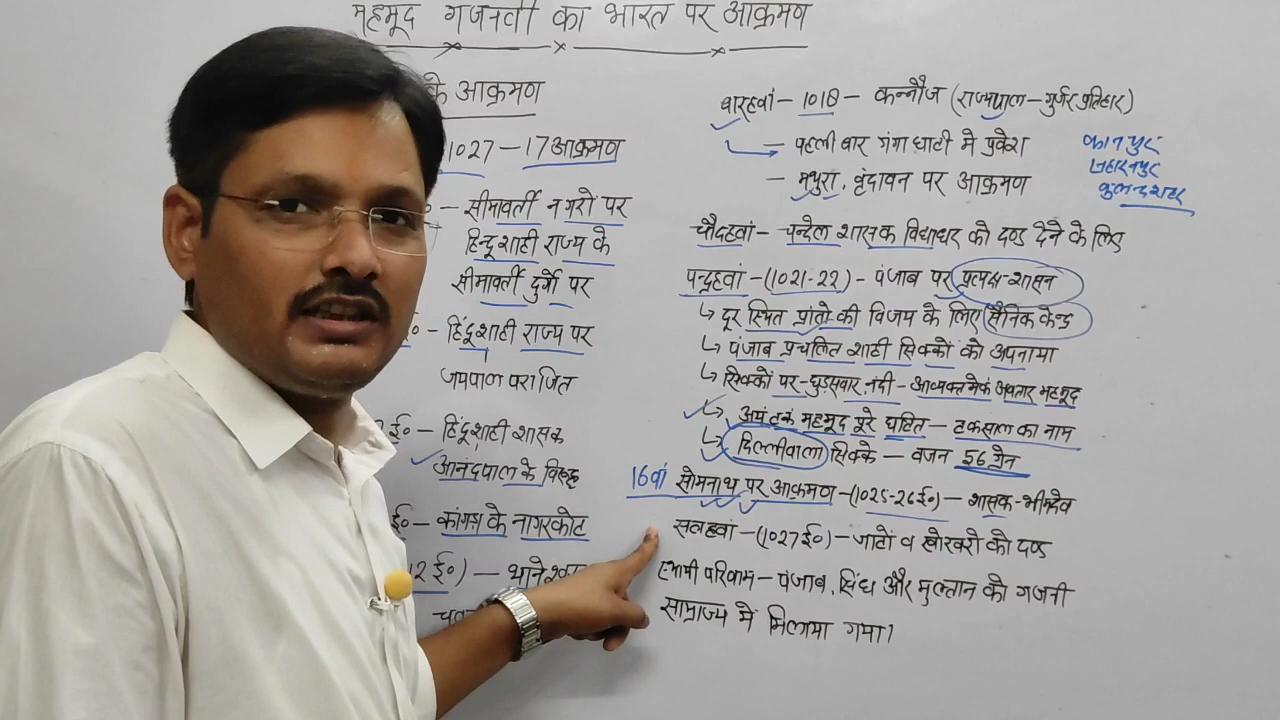 महमूद गजनवी का भारत पर आक्रमण
के आक्रमण
1027 – 17 आक्रमण
– सीमावर्ती नगरो पर
हिन्दूशाही राज्य के
सीमावर्ती दुर्गो पर
ई० – हिंदूशाही राज्य पर
जयपाल पराजित
ई० – हिंदूशाही शासक
आनंदपाल के विरुद्ध
ई० – कांगड़ा के नागरकोट
12 ई०) – थानेश्वर
बारहवां – 1018 – कन्नौज (राज्यपाल – गुर्जर प्रतिहार)
– पहली बार गंगा घाटी मे प्रवेश
– मथुरा, वृंदावन पर आक्रमण
कानपुर
सहारनपुर
बुलन्दशहर
चौदहवां – चन्देल शासक विद्याधर को दण्ड देने के लिए
पन्द्रहवां – (1021-22) – पंजाब पर प्रत्यक्ष-शासन
↳ दूर स्थित प्रांतो की विजय के लिए सैनिक केन्द्र
↳ पंजाब प्रचलित शाही सिक्कों को अपनाया
↳ सिक्कों पर – घुड़सवार, नंदी – अव्यक्तमेकं अवतार महमूद
↳ अयं टकं महमूद पूरे घटित – टकसाल का नाम
↳ दिल्लीवाला सिक्के – वजन 56 ग्रेन
16वां सोमनाथ पर आक्रमण – (1025-26 ई०) – शासक – भीमदेव
सत्रहवां – (1027 ई०) – जाटों व खोखरो को दण्ड
स्थायी परिणाम – पंजाब, सिंध और मुल्तान को गजनी
साम्राज्य में मिलाया गया।